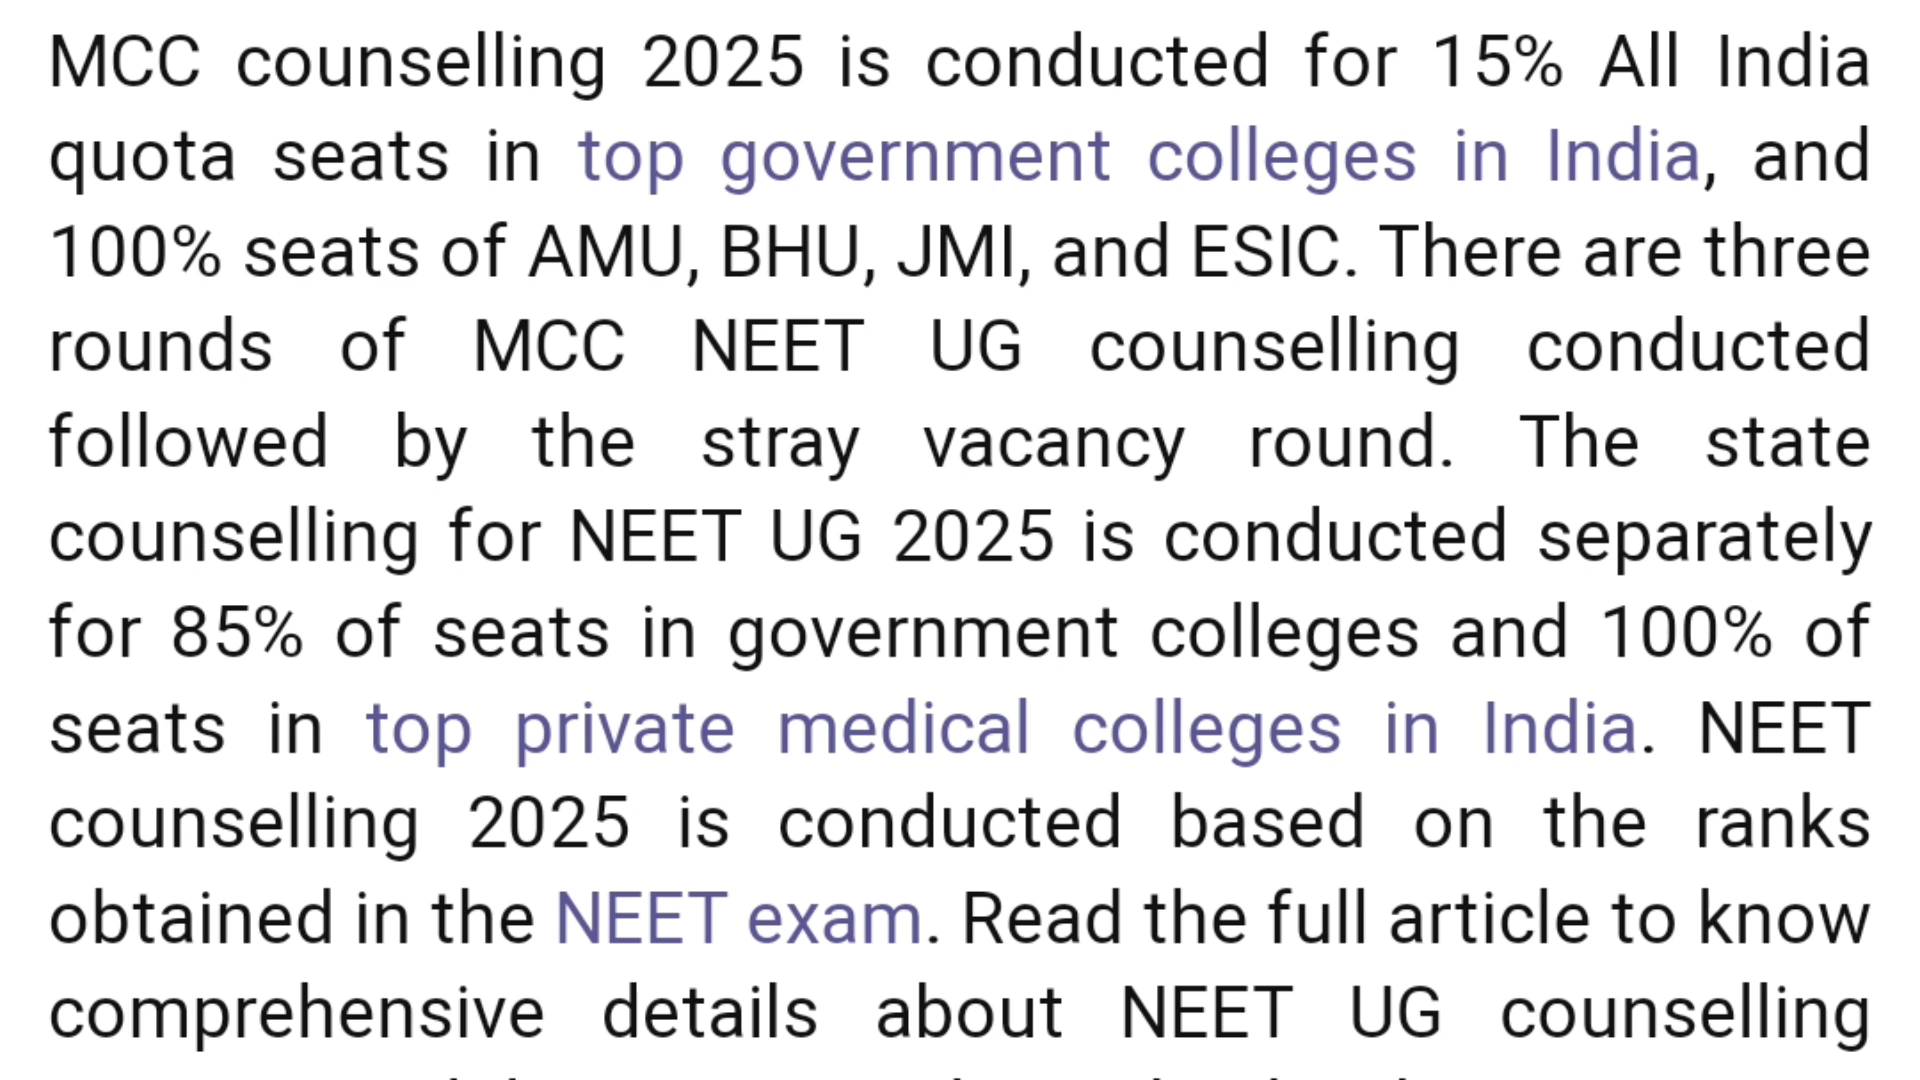 MCC counselling 2025 is conducted for 15% All India
quota seats in top government colleges in India, and
100% seats of AMU, BHU, JMI, and ESIC. There are three
rounds of MCC NEET UG counselling conducted
followed by the stray vacancy round. The state
counselling for NEET UG 2025 is conducted separately
for 85% of seats in government colleges and 100% of
seats in top private medical colleges in India. NEET
counselling 2025 is conducted based on the ranks
obtained in the NEET exam. Read the full article to know
comprehensive details about NEET UG counselling